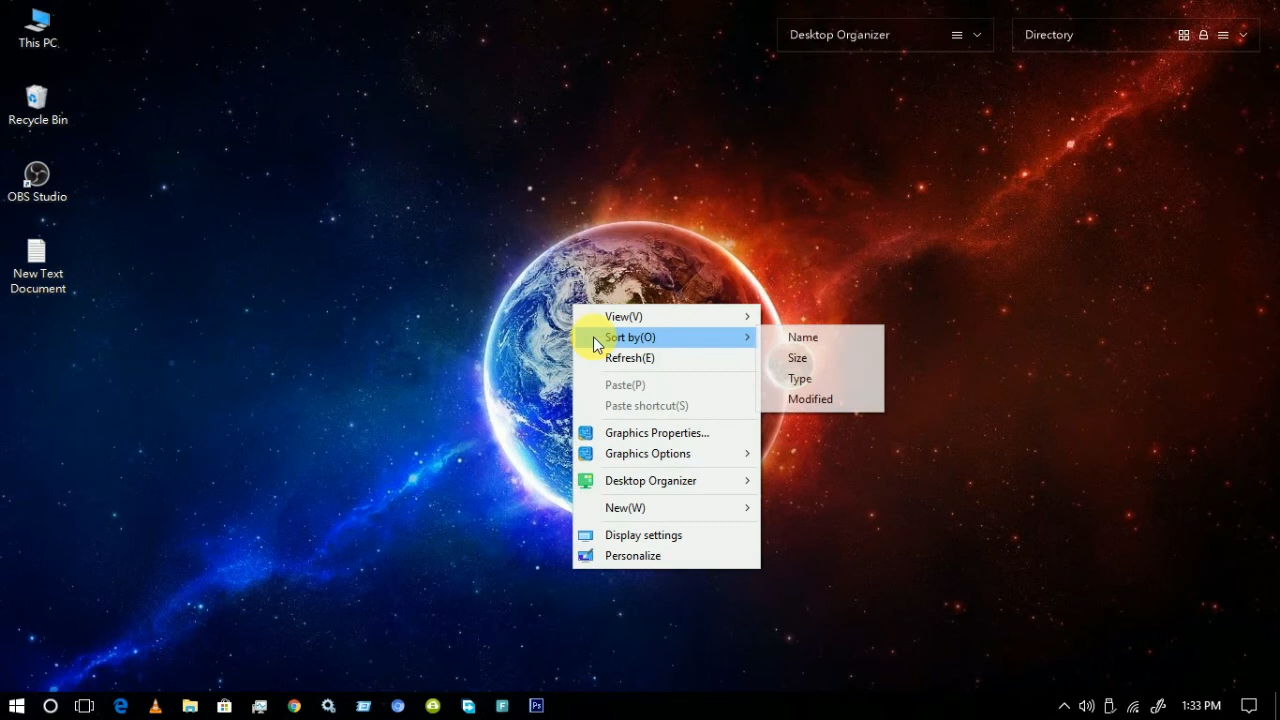 This PC
Recycle Bin
OBS Studio
New Text
Document
Desktop Organizer
Directory
View(V)
Sort by(O)
Refresh(E)
Paste(P)
Paste shortcut(S)
Graphics Properties...
Graphics Options
Desktop Organizer
New(W)
Display settings
Personalize
Name
Size
Type
Modified
F
Ps
1:33 PM